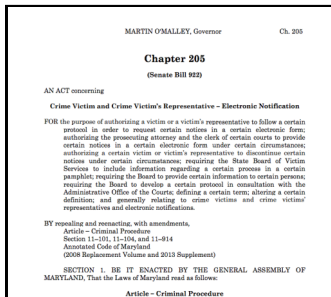 MARTIN O'MALLEY, Governor Ch. 205
Chapter 205
(Senate Bill 922)
AN ACT concerning
Crime Victim and Crime Victim's Representative – Electronic Notification
FOR the purpose of authorizing a victim or a victim's representative to follow a certain
protocol in order to request certain notices in a certain electronic form;
authorizing the prosecuting attorney and the clerk of certain courts to provide
certain notices in a certain electronic form under certain circumstances;
authorizing a certain victim or victim's representative to discontinue certain
notices under certain circumstances; requiring the State Board of Victim
Services to include information regarding a certain process in a certain
pamphlet; requiring the Board to provide certain information to certain persons;
requiring the Board to develop a certain protocol in consultation with the
Administrative Office of the Courts; defining a certain term; altering a certain
definition; and generally relating to crime victims and crime victims'
representatives and electronic notifications.
BY repealing and reenacting, with amendments,
Article – Criminal Procedure
Section 11–101, 11–104, and 11–914
Annotated Code of Maryland
(2008 Replacement Volume and 2013 Supplement)
SECTION 1. BE IT ENACTED BY THE GENERAL ASSEMBLY OF
MARYLAND, That the Laws of Maryland read as follows:
Article – Criminal Procedure